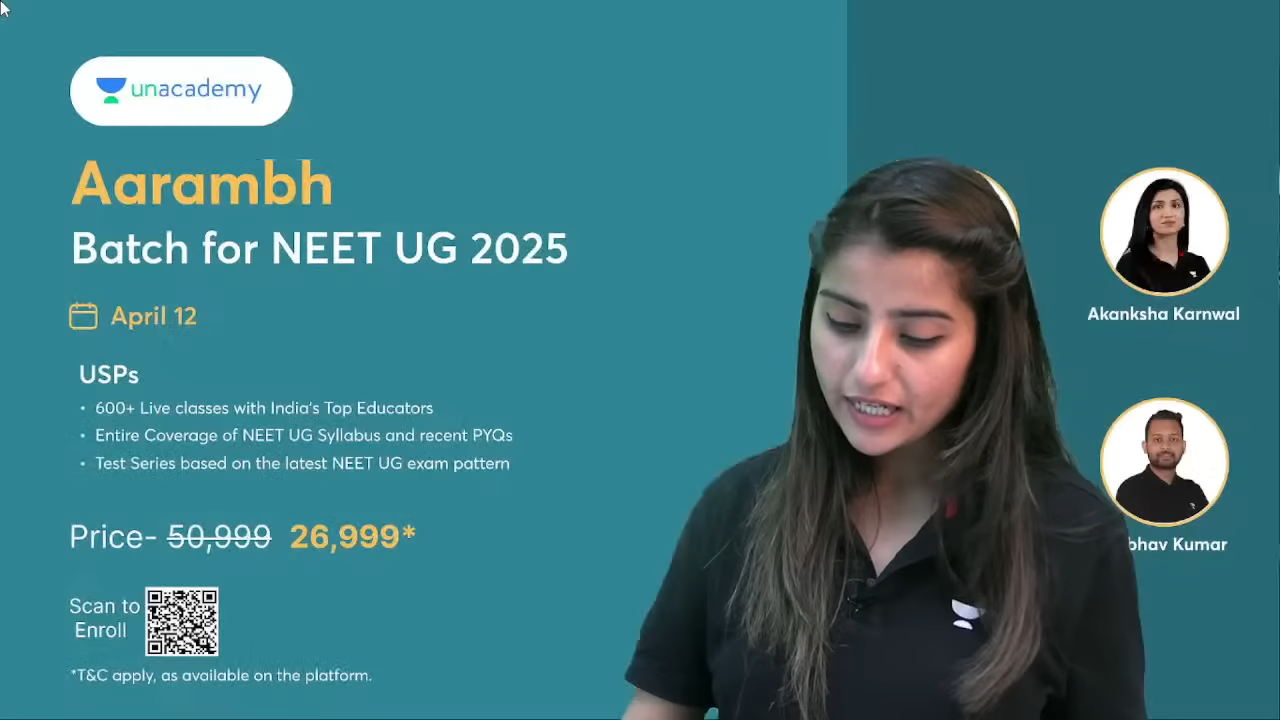 unacademy
Aarambh
Batch for NEET UG 2025
April 12
USPs
• 600+ Live classes with India's Top Educators
• Entire Coverage of NEET UG Syllabus and recent PYQs
• Test Series based on the latest NEET UG exam pattern
Price- 50,999 26,999*
Scan to
Enroll
*T&C apply, as available on the platform.
Akanksha Karnwal
bhav Kumar